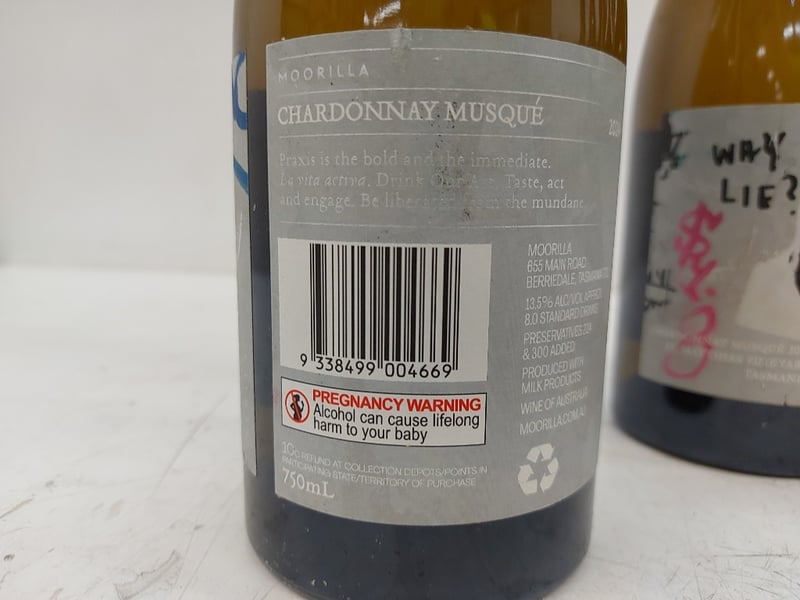 MOORILLA
CHARDONNAY MUSQUÉ
Praxis is the bold and the immediate.
La vita activa. Drink Our Art. Taste, act
and engage. Be liberated from the mundane.
MOORILLA
655 MAIN ROAD
BERRIEDALE, TASMANIA
13.5% ALC/VOL APPROX
8.0 STANDARD DRINKS
PRESERVATIVES 224
& 300 ADDED
PRODUCED WITH
MILK PRODUCTS
WINE OF AUSTRALIA
MOORILLA.COM.AU
9 338499 004669
PREGNANCY WARNING
Alcohol can cause lifelong
harm to your baby
10c REFUND AT COLLECTION DEPOTS/POINTS IN
PARTICIPATING STATE/TERRITORY OF PURCHASE
750mL
WHY
LIE?